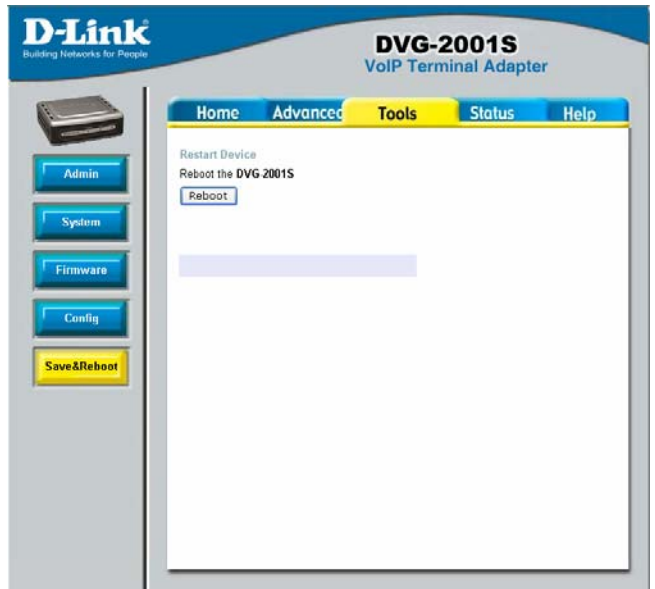 D-Link
Building Networks for People
DVG-2001S
VoIP Terminal Adapter
Home Advanced Tools Status Help
Admin
System
Firmware
Config
Save&Reboot
Restart Device
Reboot the DVG-2001S
Reboot